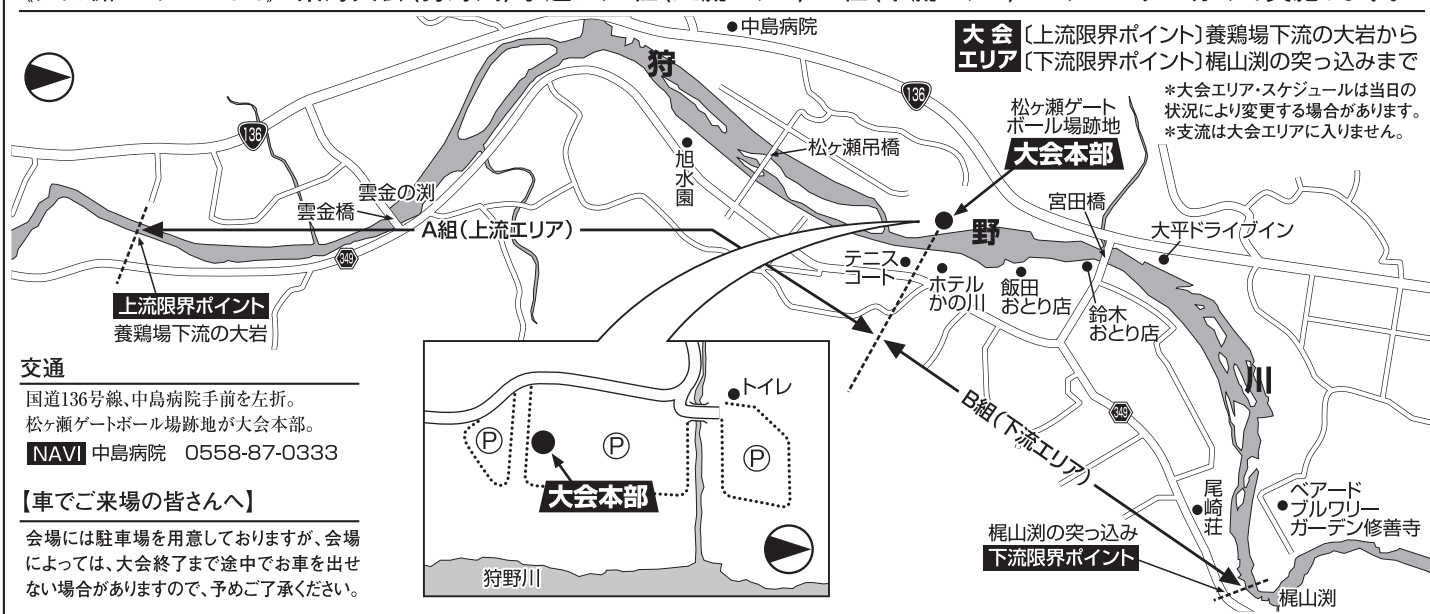 中島病院
大会
エリア
〔上流限界ポイント〕養鶏場下流の大岩から
〔下流限界ポイント〕梶山渕の突っ込みまで
*大会エリア・スケジュールは当日の
状況により変更する場合があります。
*支流は大会エリアに入りません。
狩
野
川
136
136
松ヶ瀬ゲート
ボール場跡地
大会本部
松ヶ瀬吊橋
旭水園
雲金の渕
雲金橋
A組(上流エリア)
349
宮田橋
大平ドライブイン
テニス
コート
ホテル
かの川
飯田
おとり店
鈴木
おとり店
上流限界ポイント
養鶏場下流の大岩
交通
国道136号線、中島病院手前を左折。
松ヶ瀬ゲートボール場跡地が大会本部。
NAVI 中島病院 0558-87-0333
【車でご来場の皆さんへ】
会場には駐車場を用意しておりますが、会場
によっては、大会終了まで途中でお車を出せ
ない場合がありますので、予めご了承ください。
トイレ
P
P
P
大会本部
狩野川
B組(下流エリア)
349
尾崎荘
ベアード
ブルワリー
ガーデン修善寺
梶山渕の突っ込み
下流限界ポイント
梶山渕